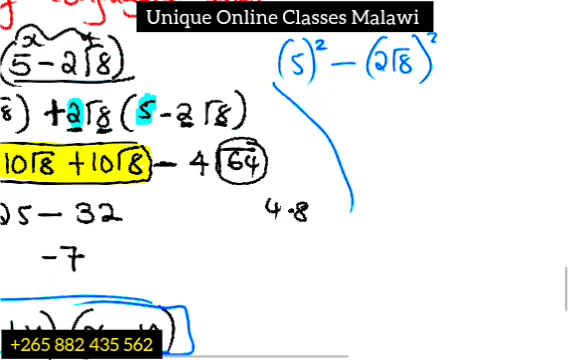 Unique Online Classes Malawi
x y
5 - 2√8)
(5)² - (2√8)²
√8) + 2√8 (5 - 2√8)
10√8 + 10√8 - 4√64
25 - 32
4·8
-7
+265 882 435 562